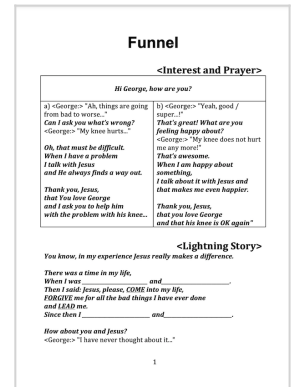 Funnel
<Interest and Prayer>
Hi George, how are you?
a) <George:> "Ah, things are going
from bad to worse..."
Can I ask you what's wrong?
<George:> "My knee hurts..."
Oh, that must be difficult.
When I have a problem
I talk with Jesus
and He always finds a way out.
Thank you, Jesus,
that You love George
and I ask you to help him
with the problem with his knee...
b) <George:> "Yeah, good /
super...!"
That's great! What are you
feeling happy about?
<George:> "My knee does not hurt
me any more!"
That's awesome.
When I am happy about
something,
I talk about it with Jesus and
that makes me even happier.
Thank you, Jesus,
that you love George
and that his knee is OK again"
<Lightning Story>
You know, in my experience Jesus really makes a difference.
There was a time in my life,
When I was ____________________ and____________________.
Then I said: Jesus, please, COME into my life,
FORGIVE me for all the bad things I have ever done
and LEAD me.
Since then I____________________ and____________________.
How about you and Jesus?
<George:> "I have never thought about it..."
1